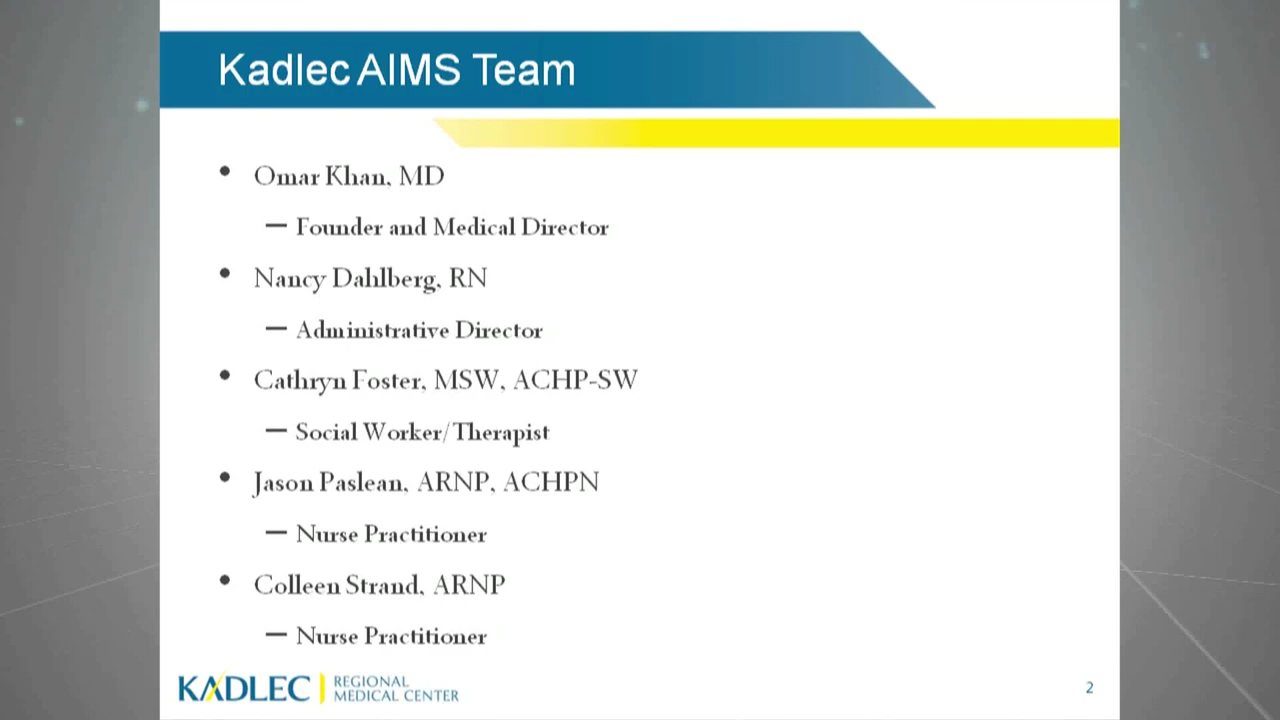 Kadlec AIMS Team
• Omar Khan, MD
– Founder and Medical Director
• Nancy Dahlberg, RN
– Administrative Director
• Cathryn Foster, MSW, ACHP-SW
– Social Worker/Therapist
• Jason Paslean, ARNP, ACHPN
– Nurse Practitioner
• Colleen Strand, ARNP
– Nurse Practitioner
KADLEC REGIONAL
MEDICAL CENTER
2